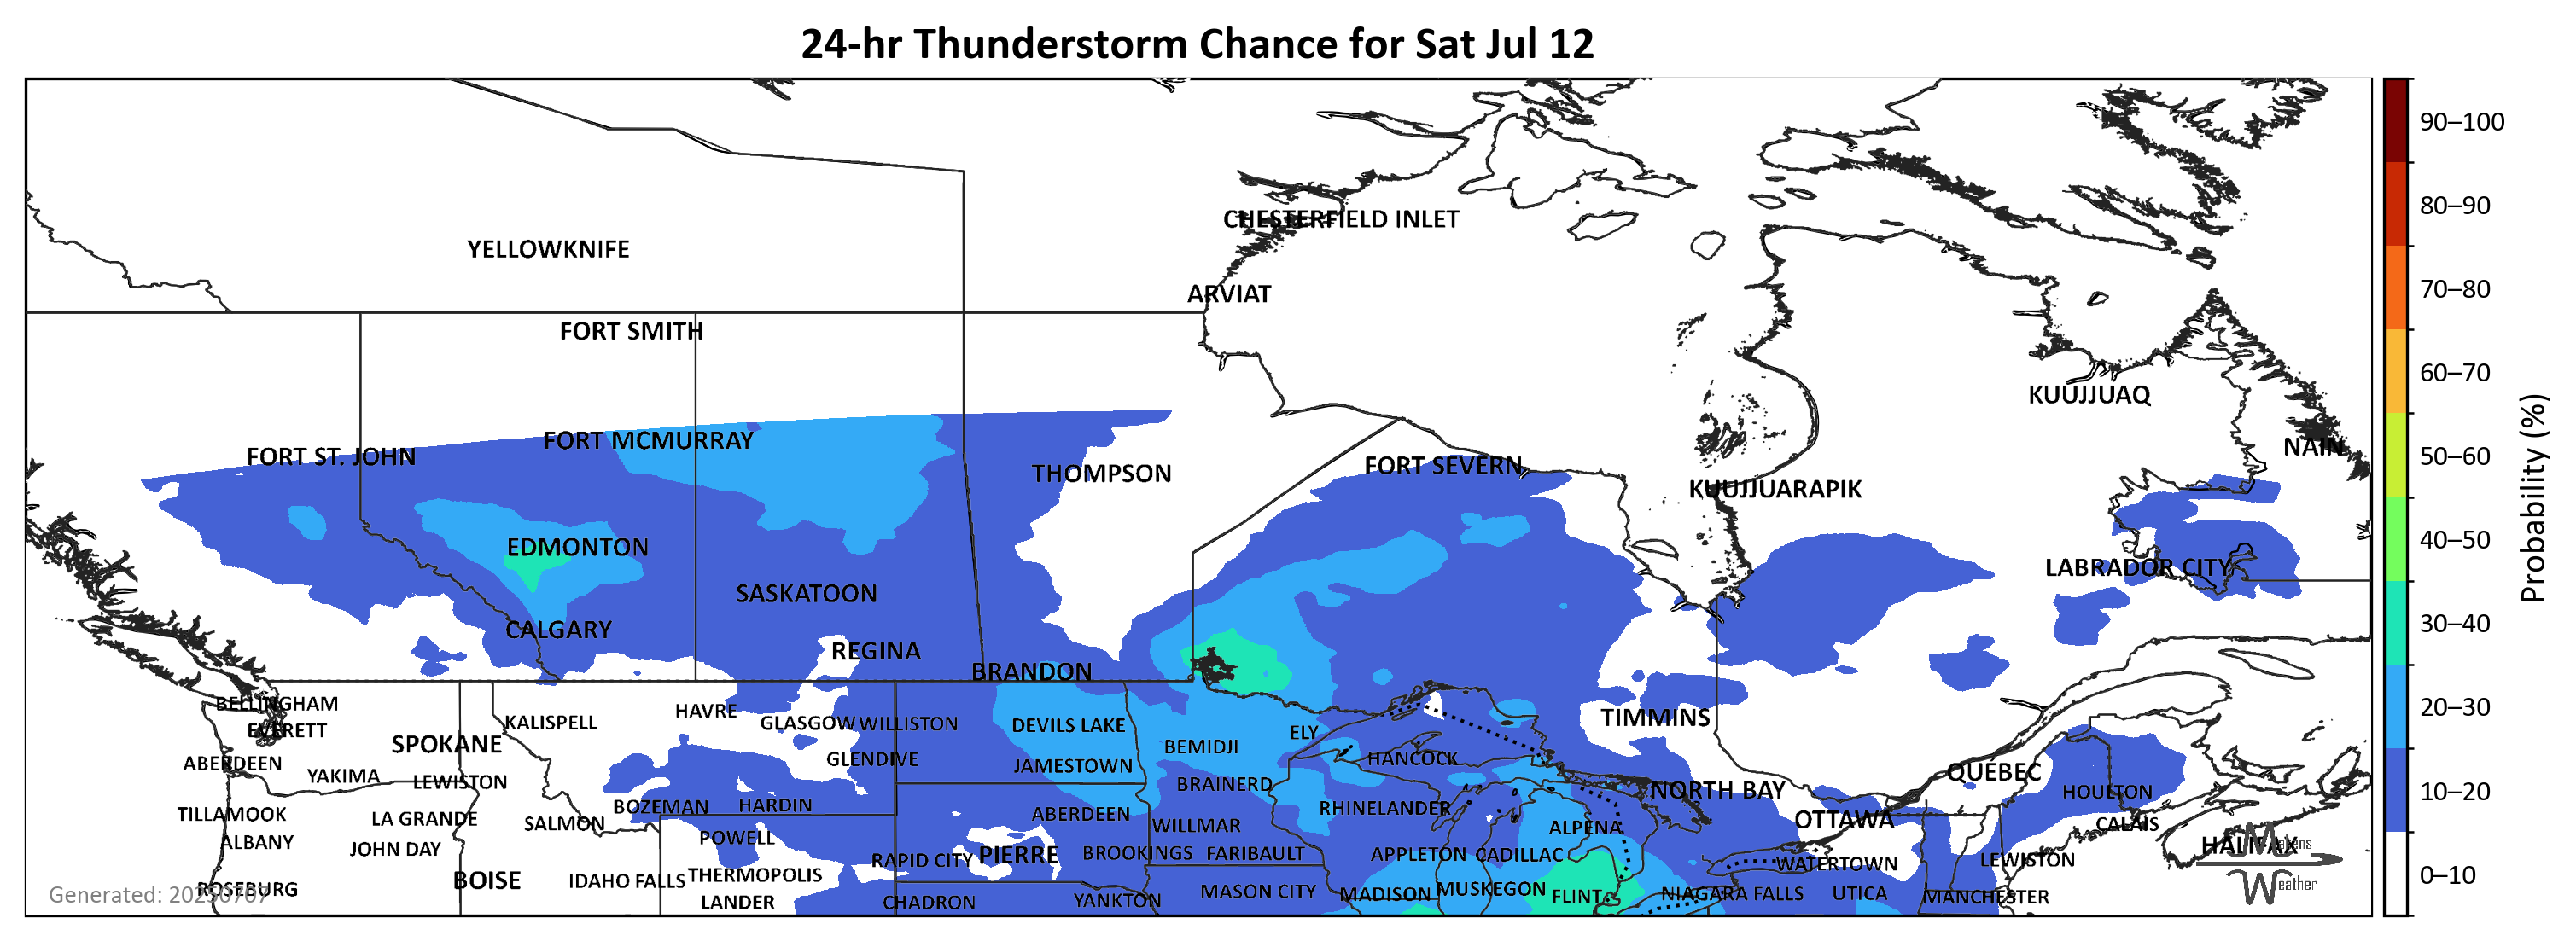 24-hr Thunderstorm Chance for Sat Jul 12
CHESTERFIELD INLET
YELLOWKNIFE
ARVIAT
FORT SMITH
KUUJJUAQ
FORT MCMURRAY
NAIN
FORT ST. JOHN
FORT SEVERN
THOMPSON
KUUJJUARAPIK
EDMONTON
LABRADOR CITY
SASKATOON
CALGARY
REGINA
BRANDON
BELLINGHAM
HAVRE
TIMMINS
KALISPELL
GLASGOW
WILLISTON
DEVILS LAKE
EVERETT
ELY
SPOKANE
BEMIDJI
GLENDIVE
HANCOCK
ABERDEEN
JAMESTOWN
QUÉBEC
YAKIMA
LEWISTON
BRAINERD
NORTH BAY
HOULTON
BOZEMAN
HARDIN
RHINELANDER
TILLAMOOK
ABERDEEN
LA GRANDE
SALMON
WILLMAR
ALPENA
OTTAWA
CALAIS
ALBANY
POWELL
HALIFAX
JOHN DAY
BROOKINGS
FARIBAULT
APPLETON
CADILLAC
PIERRE
RAPID CITY
WATERTOWN
LEWISTON
THERMOPOLIS
BOISE
IDAHO FALLS
ROSEBURG
MASON CITY
MADISON
MUSKEGON
FLINT
NIAGARA FALLS
UTICA
MANCHESTER
LANDER
CHADRON
YANKTON
Generated: 20250707
Weather
90–100
80–90
70–80
60–70
50–60
40–50
30–40
20–30
10–20
0–10
Probability (%)